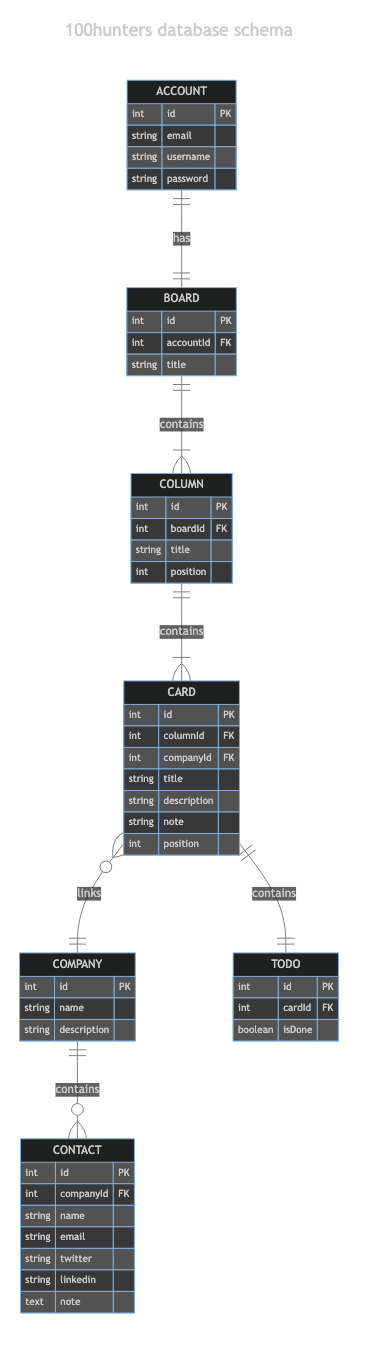 100hunters database schema
ACCOUNT
int id PK
string email
string username
string password
has
BOARD
int id PK
int accountId FK
string title
contains
COLUMN
int id PK
int boardId FK
string title
int position
contains
CARD
int id PK
int columnId FK
int companyId FK
string title
string description
string note
int position
links
contains
COMPANY
int id PK
string name
string description
TODO
int id PK
int cardId FK
boolean isDone
contains
CONTACT
int id PK
int companyId FK
string name
string email
string twitter
string linkedin
text note